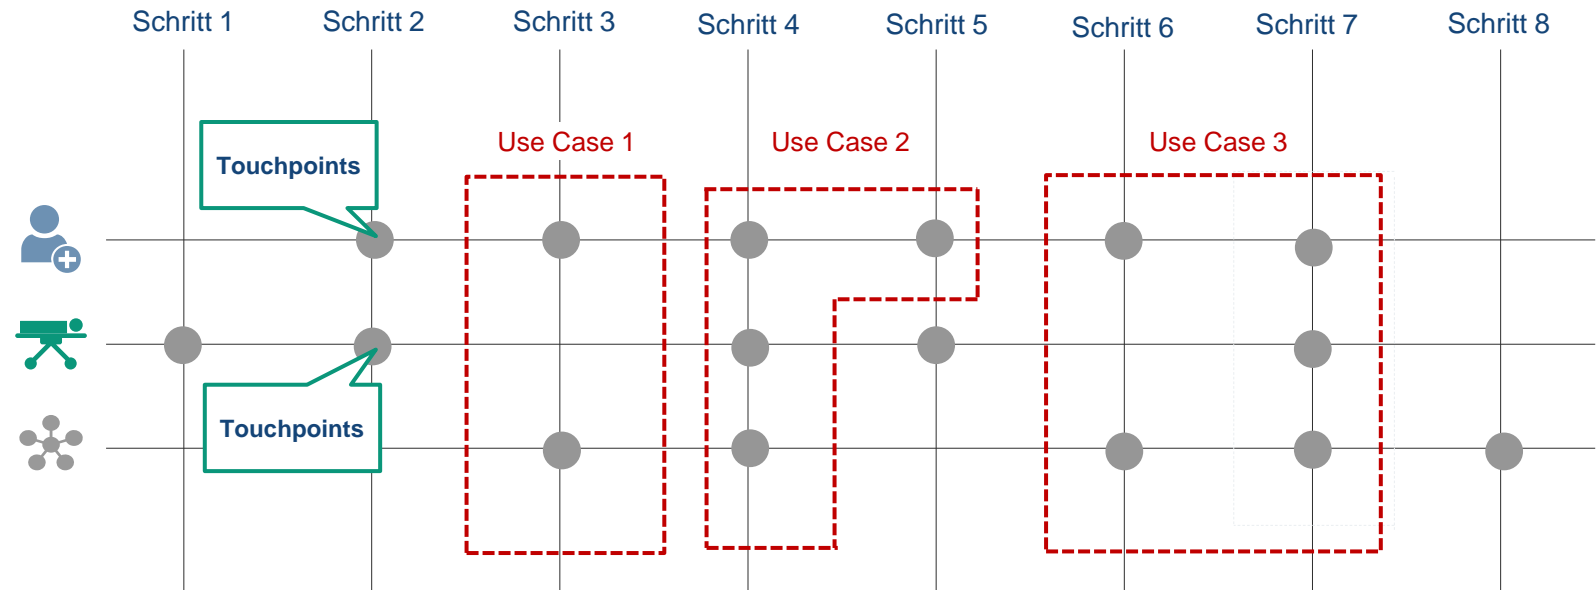 Schritt 1
Schritt 2
Schritt 3
Schritt 4
Schritt 5
Schritt 6
Schritt 7
Schritt 8
Use Case 1
Use Case 2
Use Case 3
Touchpoints
Touchpoints